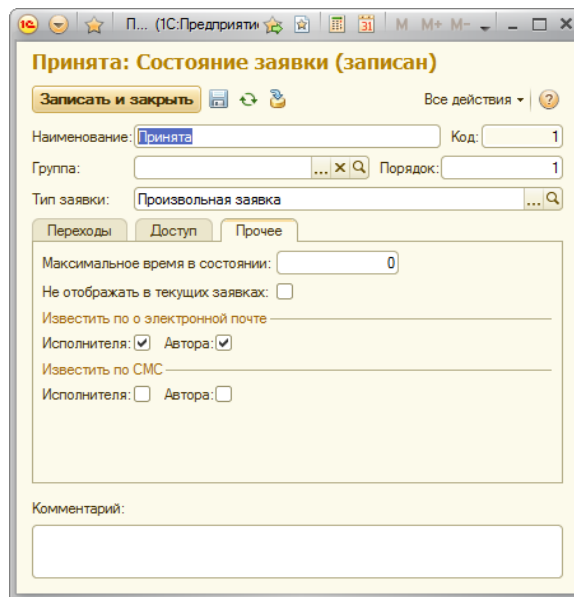 П... (1С:Предприяти М М+ М-
Принята: Состояние заявки (записан)
Записать и закрыть Все действия
Наименование: Принята Код: 1
Группа: ... Порядок: 1
Тип заявки: Произвольная заявка ...
Переходы Доступ Прочее
Максимальное время в состоянии: 0
Не отображать в текущих заявках:
Известить по о электронной почте
Исполнителя: Автора:
Известить по СМС
Исполнителя: Автора:
Комментарий: